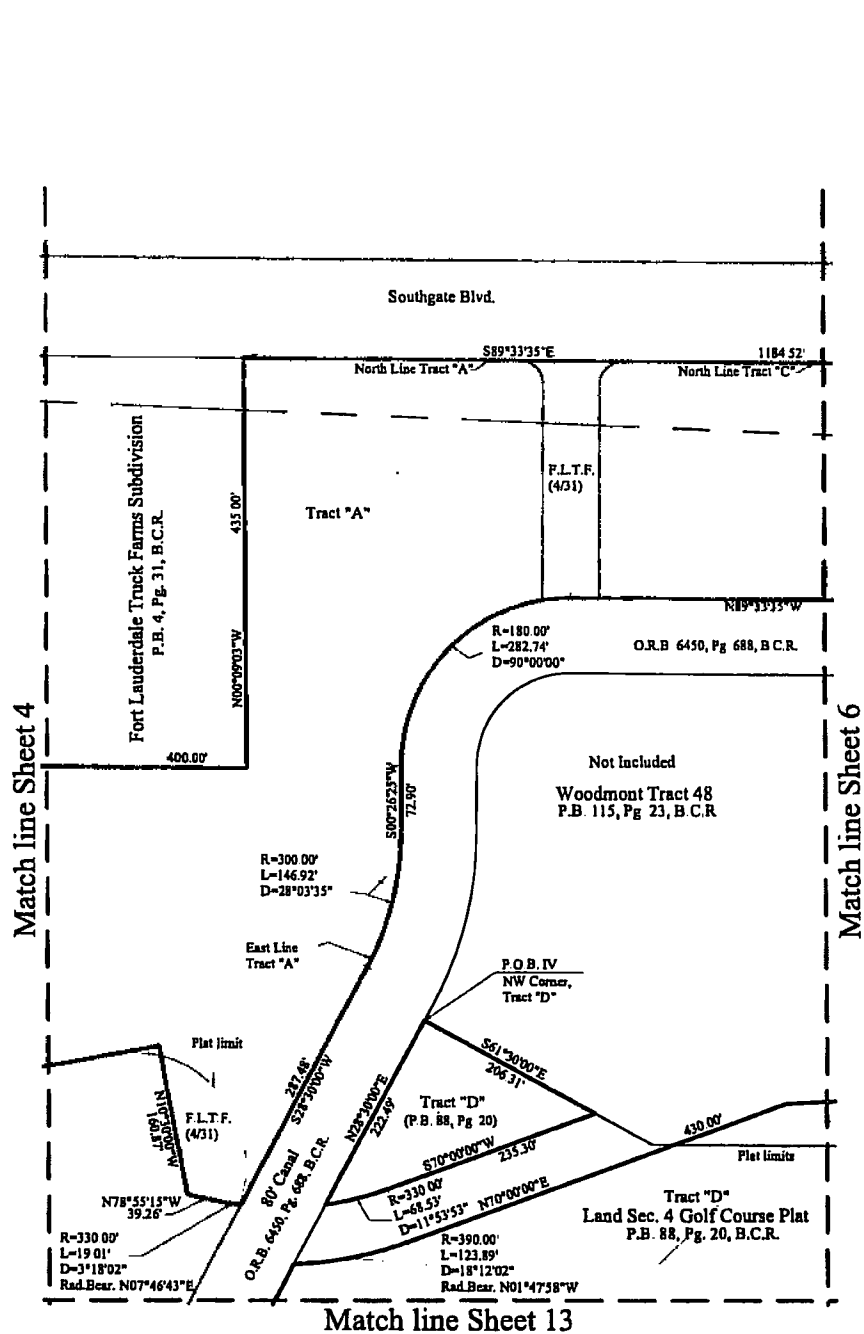 Southgate Blvd.
S89°33'35"E
1184 52'
North Line Tract "A"
North Line Tract "C"
Fort Lauderdale Truck Farms Subdivision
P.B. 4, Pg. 31, B.C.R.
435 00'
N00°09'03"W
Tract "A"
F.L.T.F.
(4/31)
N89°33'35"W
R=180.00'
L=282.74'
D=90°00'00"
O.R.B 6450, Pg 688, B C.R.
400.00'
Match line Sheet 4
Match line Sheet 6
Not Included
Woodmont Tract 48
P.B. 115, Pg 23, B.C.R
S00°26'25"W
72.90'
R=300.00'
L=146.92'
D=28°03'35"
East Line
Tract "A"
P.O B. IV
NW Corner,
Tract "D"
Plat limit
287.48'
S28°30'00"W
S61°30'00"E
206 31'
N10°30'00"W
160.87'
F.L.T.F.
(4/31)
N28°30'00"E
222.49'
Tract "D"
(P.B. 88, Pg 20)
S70°00'00"W
235.30'
430.00'
Plat limits
80' Canal
O.R.B. 6450, Pg. 688, B.C.R.
N78°55'15"W
39.26'
R=330 00'
L=68.53'
D=11°53'53"
N70°00'00"E
Tract "D"
Land Sec. 4 Golf Course Plat
P.B. 88, Pg. 20, B.C.R.
R=330 00'
L=19 01'
D=3°18'02"
Rad.Bear. N07°46'43"E
R=390.00'
L=123.89'
D=18°12'02"
Rad.Bear. N01°47'58"W
Match line Sheet 13